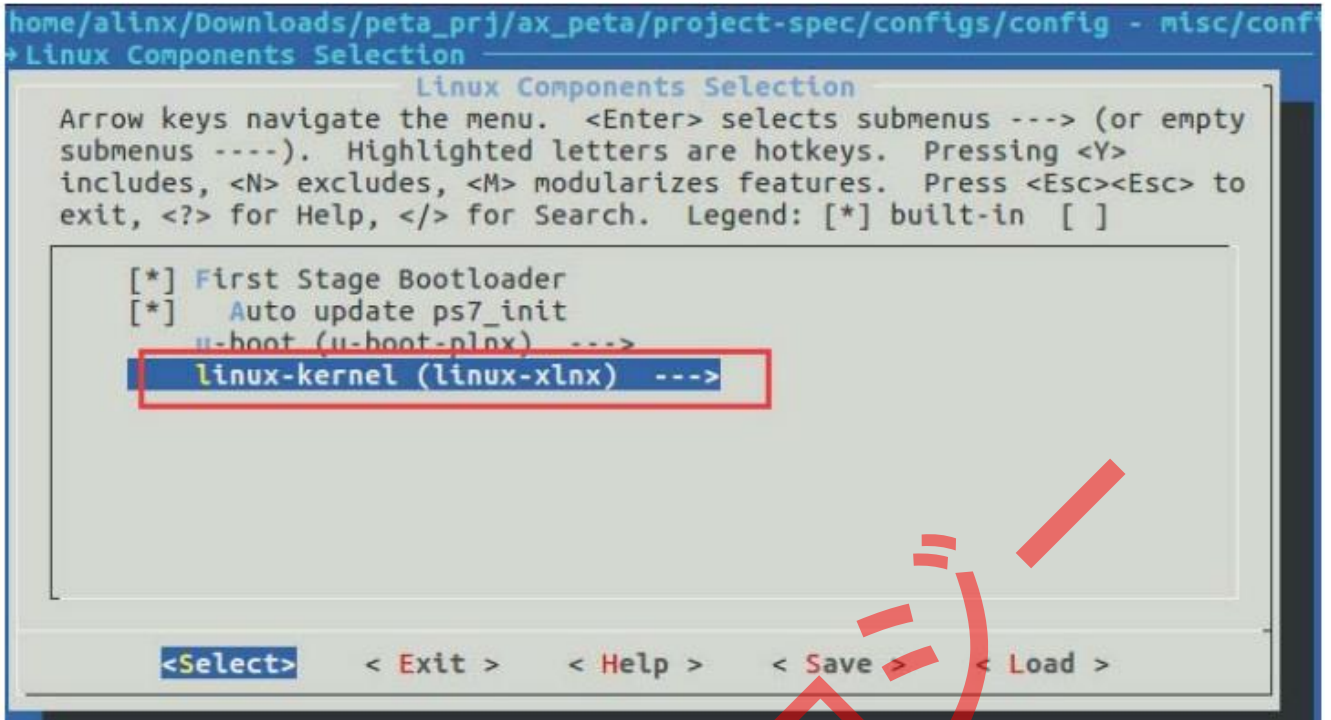 home/alinx/Downloads/peta_prj/ax_peta/project-spec/configs/config - misc/confi
→ Linux Components Selection
Linux Components Selection
Arrow keys navigate the menu.  <Enter> selects submenus ---> (or empty
submenus ----).  Highlighted letters are hotkeys.  Pressing <Y>
includes, <N> excludes, <M> modularizes features.  Press <Esc><Esc> to
exit, <?> for Help, </> for Search.  Legend: [*] built-in  [ ]
[*] First Stage Bootloader
[*]   Auto update ps7_init
u-boot (u-boot-plnx)  --->
linux-kernel (linux-xlnx)  --->
<Select>    < Exit >    < Help >    < Save >    < Load >